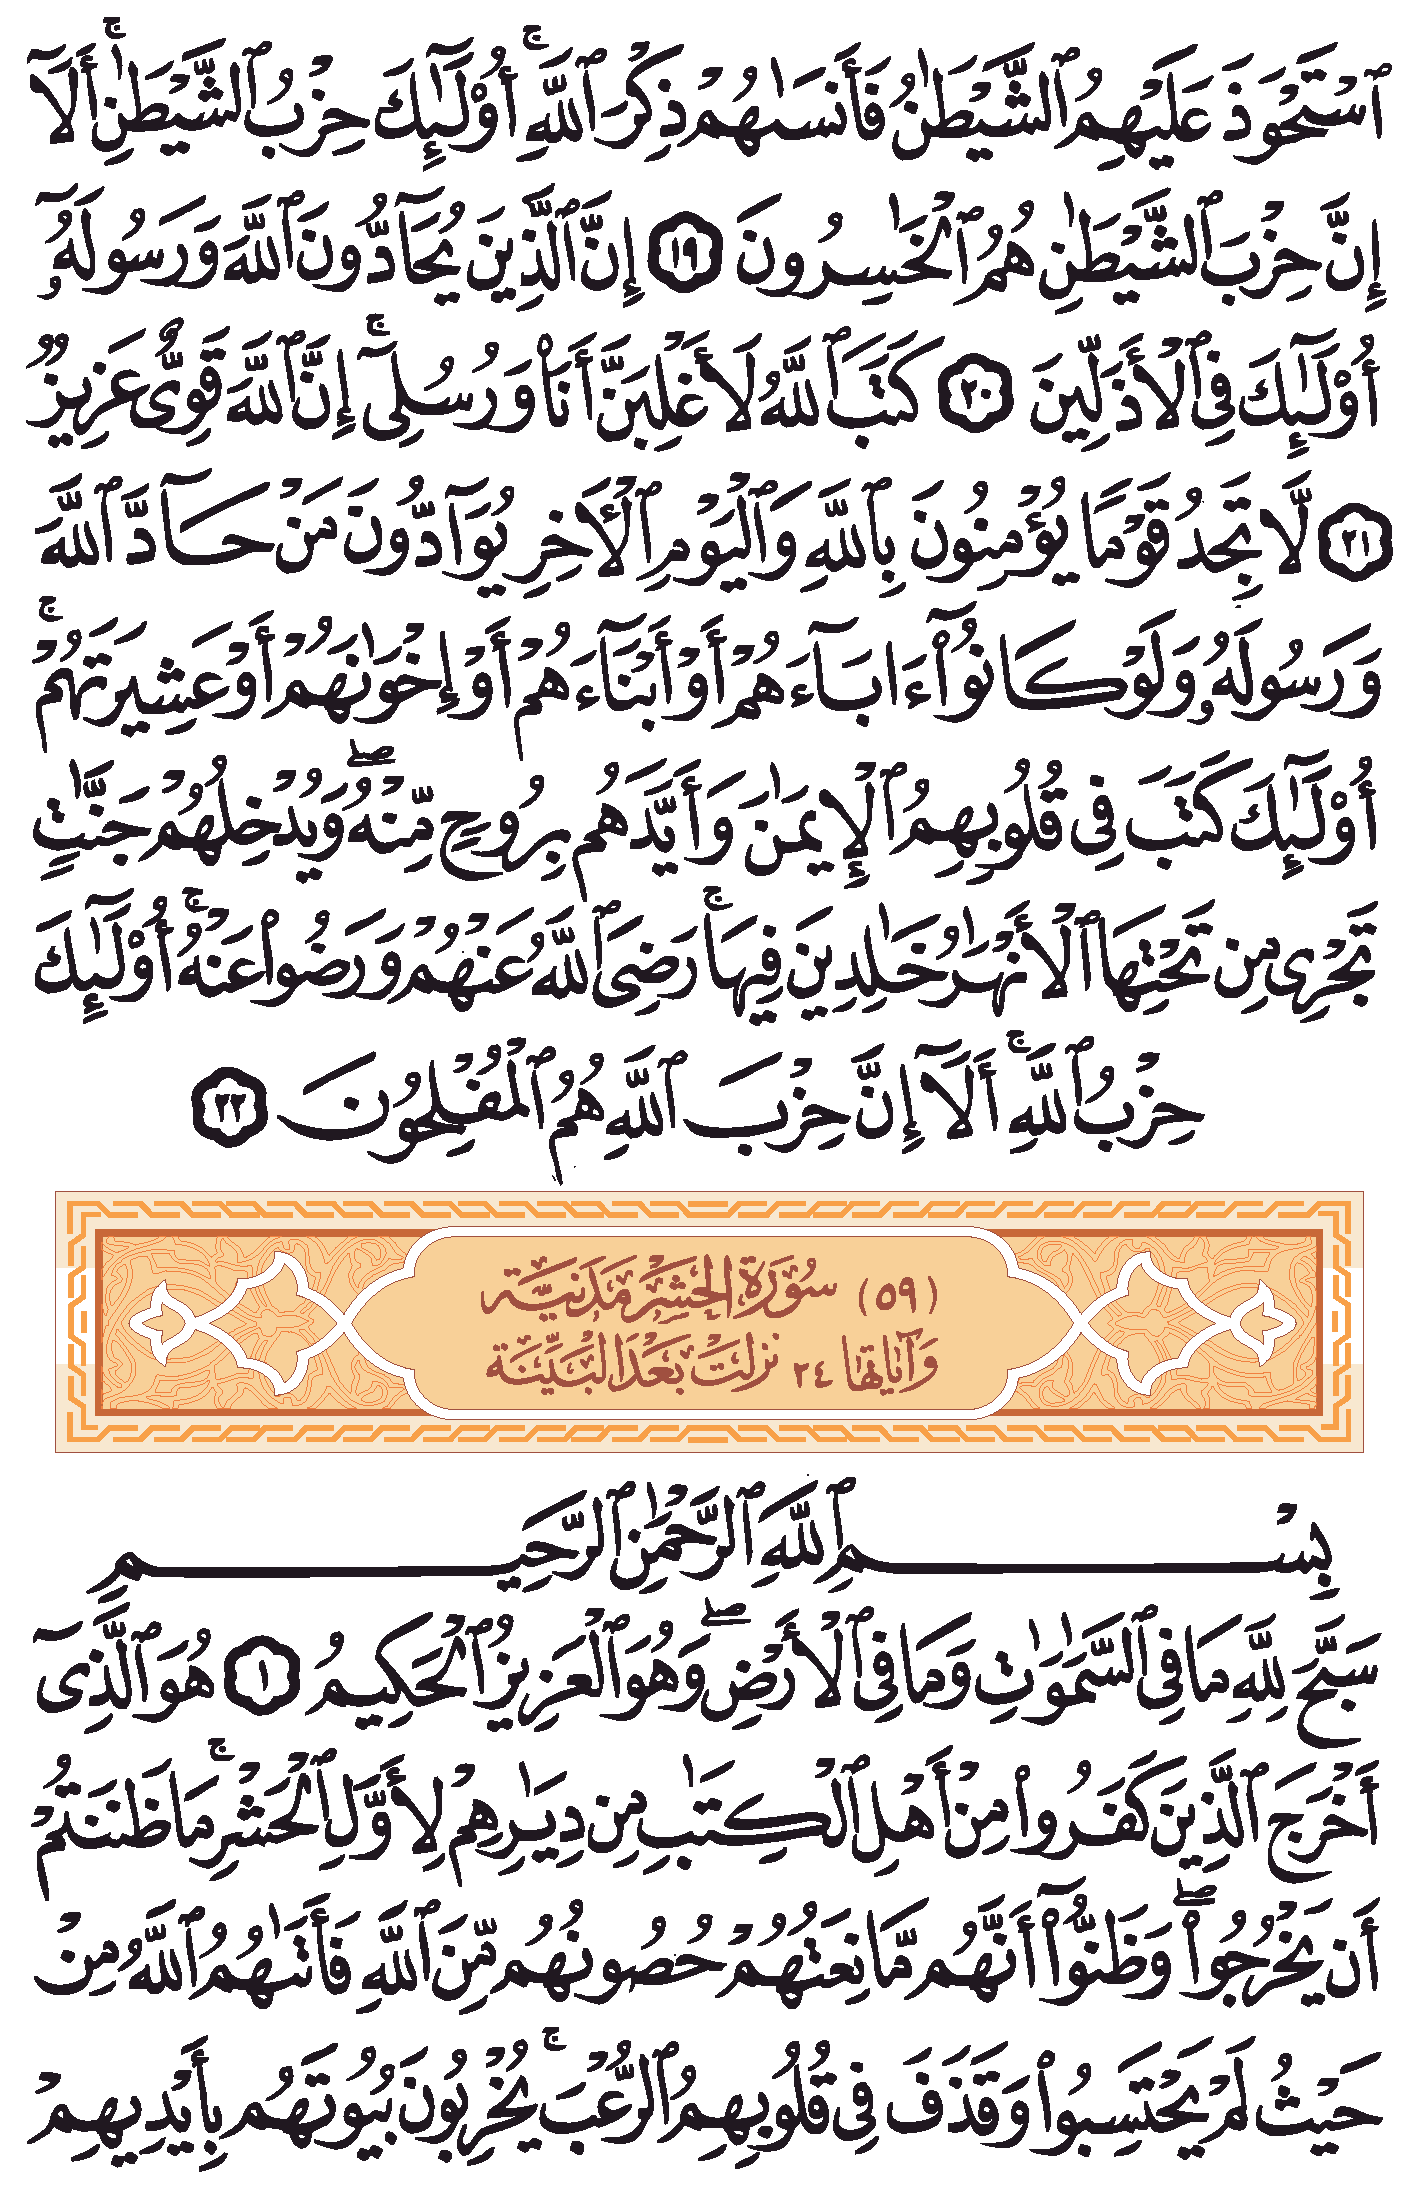 ٱسْتَحْوَذَ عَلَيْهِمُ ٱلشَّيْطَٰنُ فَأَنسَىٰهُمْ ذِكْرَ ٱللَّهِۚ أُوْلَٰٓئِكَ حِزْبُ ٱلشَّيْطَٰنِۚ أَلَآ
إِنَّ حِزْبَ ٱلشَّيْطَٰنِ هُمُ ٱلْخَٰسِرُونَ ١٩ إِنَّ ٱلَّذِينَ يُحَآدُّونَ ٱللَّهَ وَرَسُولَهُۥٓ
أُوْلَٰٓئِكَ فِى ٱلْأَذَلِّينَ ٢٠ كَتَبَ ٱللَّهُ لَأَغْلِبَنَّ أَنَا۠ وَرُسُلِىٓۚ إِنَّ ٱللَّهَ قَوِىٌّ عَزِيزٌ
٢١ لَّا تَجِدُ قَوْمًا يُؤْمِنُونَ بِٱللَّهِ وَٱلْيَوْمِ ٱلْأَخِرِ يُوَآدُّونَ مَنْ حَآدَّ ٱللَّهَ
وَرَسُولَهُۥ وَلَوْ كَانُوٓا۟ ءَابَآءَهُمْ أَوْ أَبْنَآءَهُمْ أَوْ إِخْوَٰنَهُمْ أَوْ عَشِيرَتَهُمْۚ
أُوْلَٰٓئِكَ كَتَبَ فِى قُلُوبِهِمُ ٱلْإِيمَٰنَ وَأَيَّدَهُم بِرُوحٍ مِّنْهُۖ وَيُدْخِلُهُمْ جَنَّٰتٍ
تَجْرِى مِن تَحْتِهَا ٱلْأَنْهَٰرُ خَٰلِدِينَ فِيهَاۚ رَضِىَ ٱللَّهُ عَنْهُمْ وَرَضُوا۟ عَنْهُۚ أُوْلَٰٓئِكَ
حِزْبُ ٱللَّهِۚ أَلَآ إِنَّ حِزْبَ ٱللَّهِ هُمُ ٱلْمُفْلِحُونَ ٢٢
(٥٩) سُورَةُ الحَشْرِ مَدَنِيَّة
وَآيَاتُهَا ٢٤ نَزَلَتْ بَعْدَ البَيِّنَة
بِسْمِ ٱللَّهِ ٱلرَّحْمَٰنِ ٱلرَّحِيمِ
سَبَّحَ لِلَّهِ مَا فِى ٱلسَّمَٰوَٰتِ وَمَا فِى ٱلْأَرْضِۖ وَهُوَ ٱلْعَزِيزُ ٱلْحَكِيمُ ١ هُوَ ٱلَّذِىٓ
أَخْرَجَ ٱلَّذِينَ كَفَرُوا۟ مِنْ أَهْلِ ٱلْكِتَٰبِ مِن دِيَٰرِهِمْ لِأَوَّلِ ٱلْحَشْرِۚ مَا ظَنَنتُمْ
أَن يَخْرُجُوا۟ۖ وَظَنُّوٓا۟ أَنَّهُم مَّانِعَتُهُمْ حُصُونُهُم مِّنَ ٱللَّهِ فَأَتَىٰهُمُ ٱللَّهُ مِنْ
حَيْثُ لَمْ يَحْتَسِبُوا۟ وَقَذَفَ فِى قُلُوبِهِمُ ٱلرُّعْبَۚ يُخْرِبُونَ بُيُوتَهُم بِأَيْدِيهِمْ